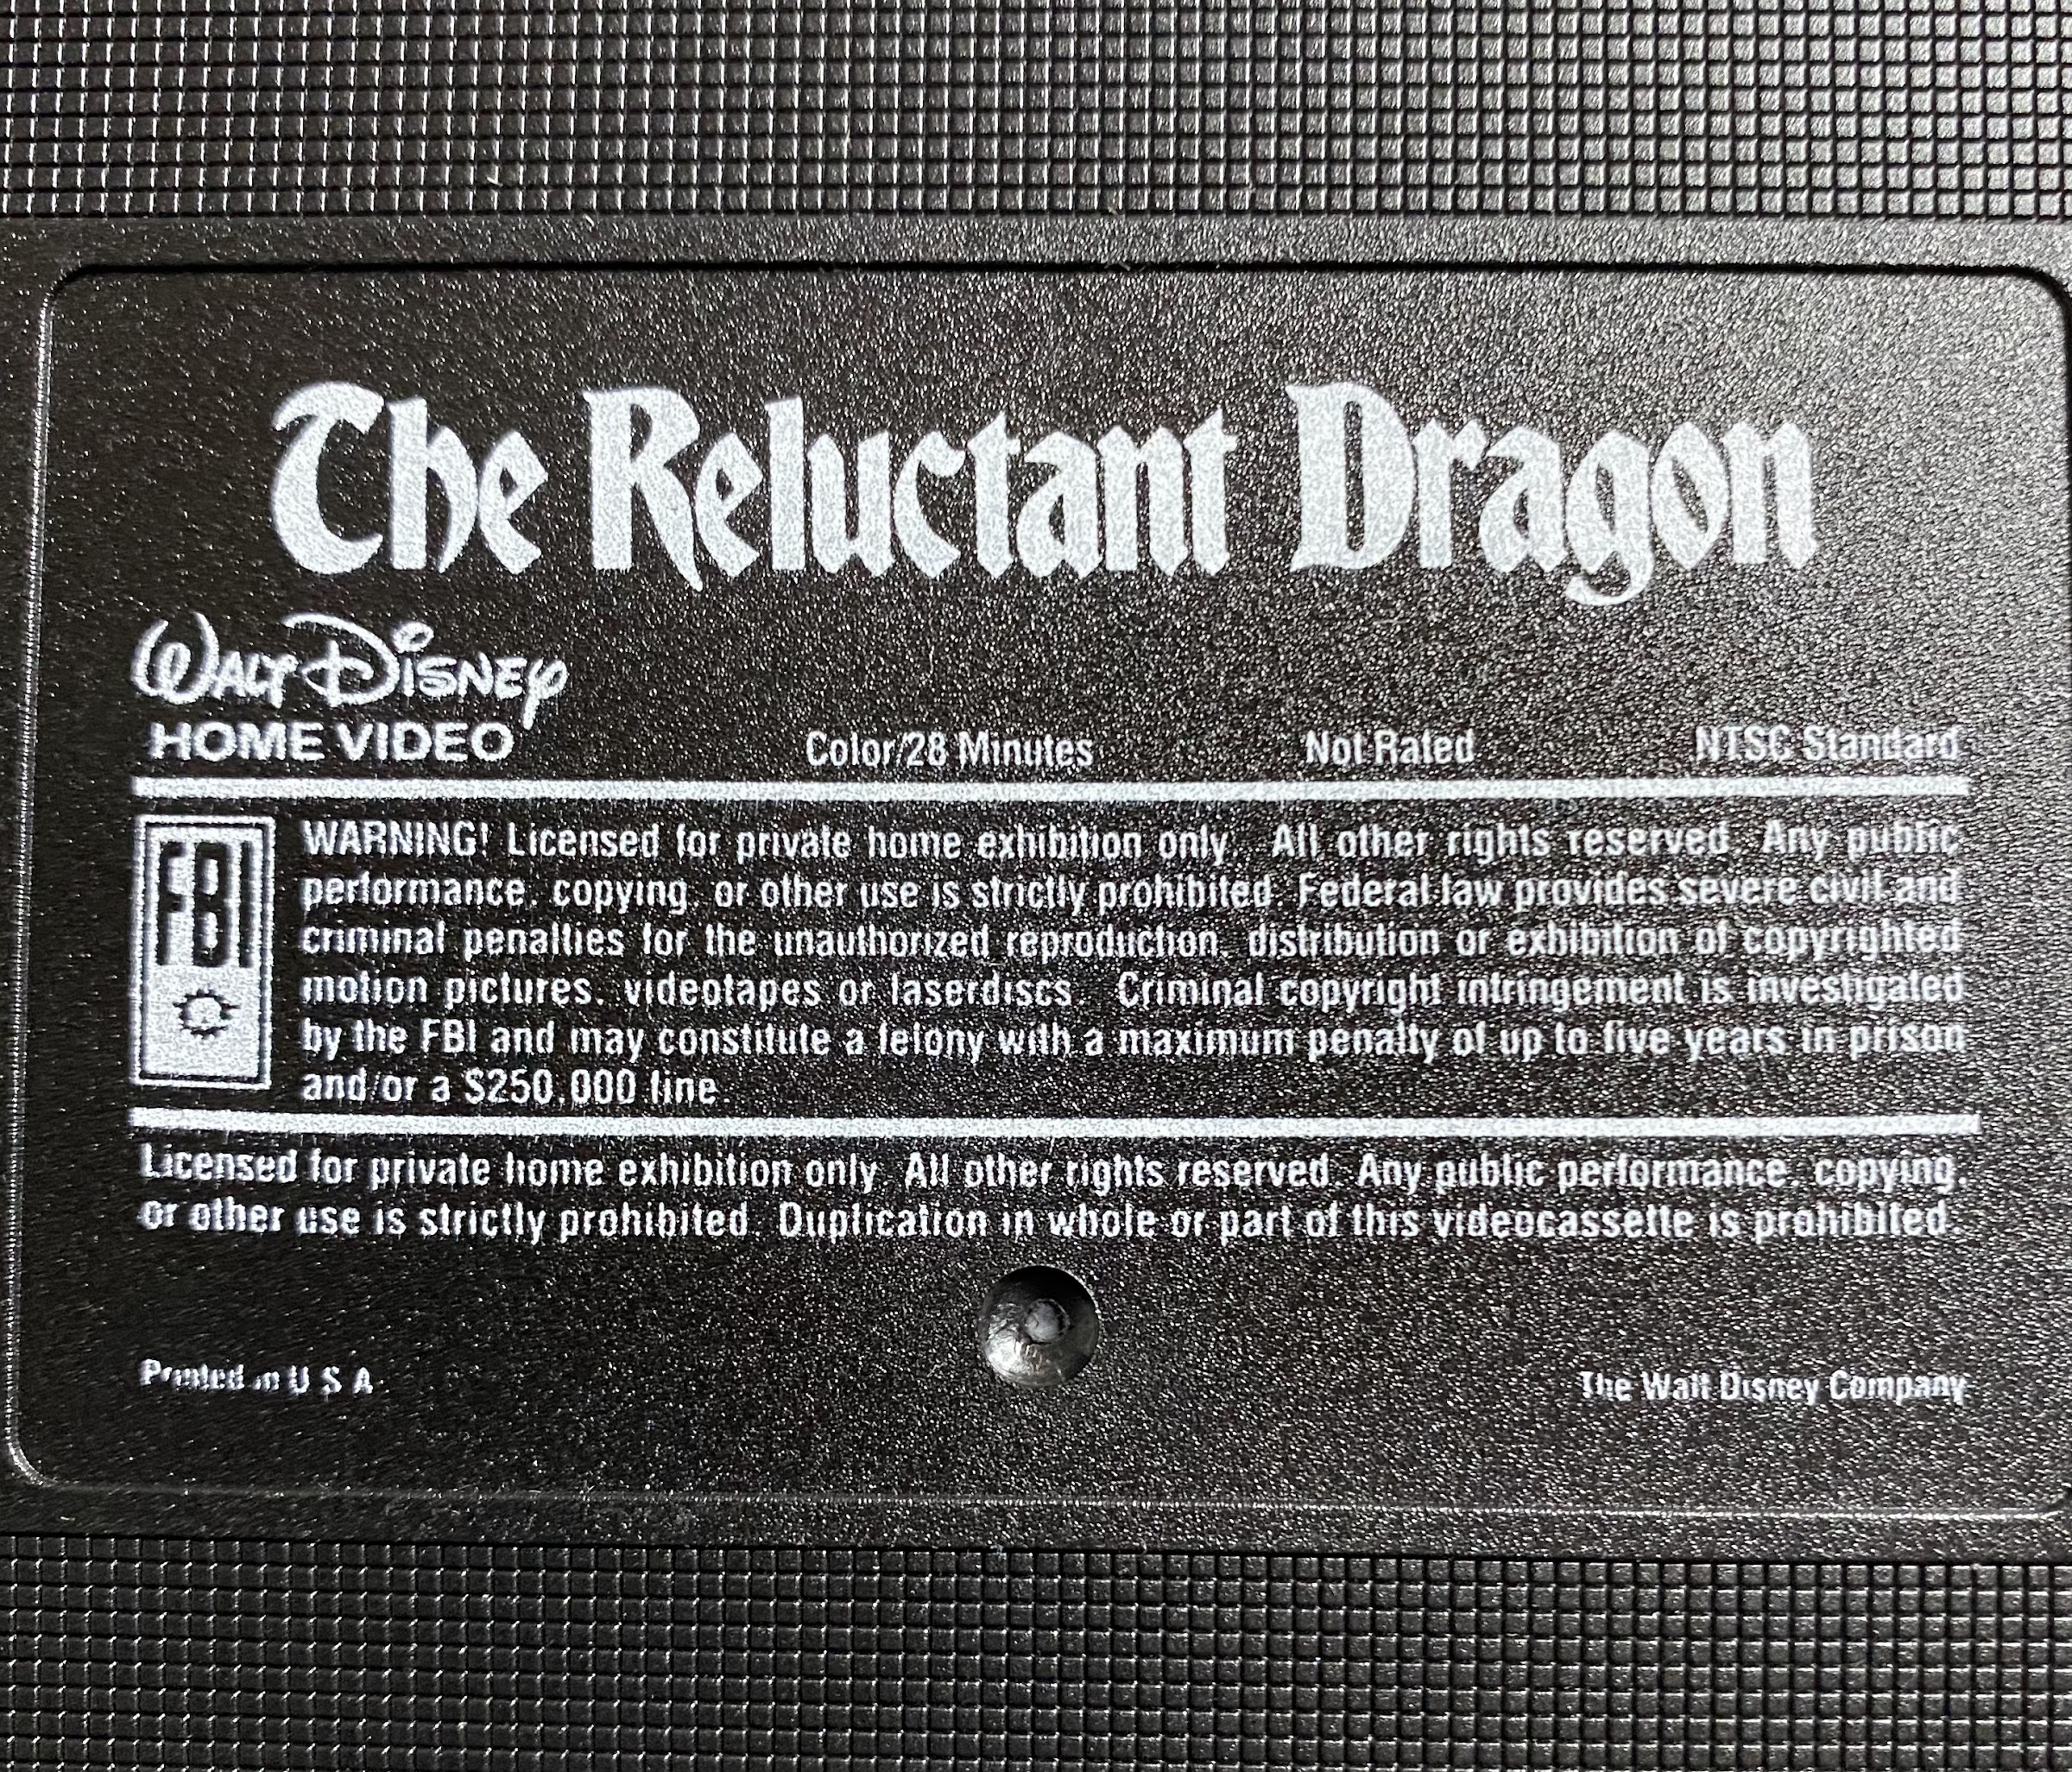 The Reluctant Dragon
WALT DISNEY
HOME VIDEO
Color/28 Minutes Not Rated NTSC Standard
FBI
WARNING! Licensed for private home exhibition only. All other rights reserved. Any public
performance, copying, or other use is strictly prohibited. Federal law provides severe civil and
criminal penalties for the unauthorized reproduction, distribution or exhibition of copyrighted
motion pictures, videotapes or laserdiscs. Criminal copyright infringement is investigated
by the FBI and may constitute a felony with a maximum penalty of up to five years in prison
and/or a $250,000 fine
Licensed for private home exhibition only. All other rights reserved. Any public performance, copying,
or other use is strictly prohibited. Duplication in whole or part of this videocassette is prohibited.
Printed in U S A
The Walt Disney Company